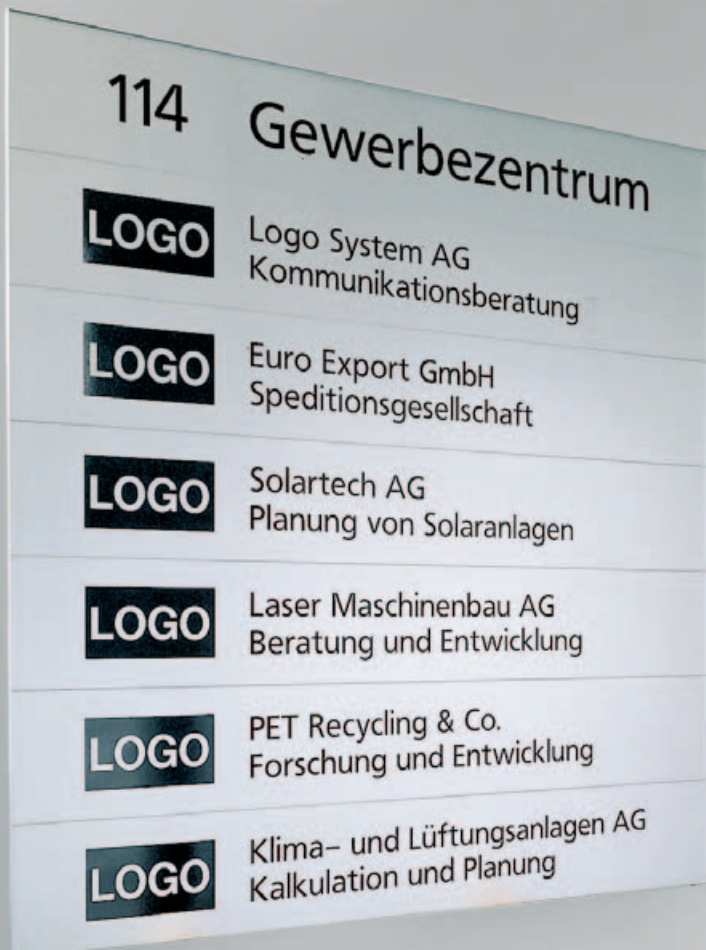 114 Gewerbezentrum
LOGO Logo System AG
Kommunikationsberatung
LOGO Euro Export GmbH
Speditionsgesellschaft
LOGO Solartech AG
Planung von Solaranlagen
LOGO Laser Maschinenbau AG
Beratung und Entwicklung
LOGO PET Recycling & Co.
Forschung und Entwicklung
LOGO Klima– und Lüftungsanlagen AG
Kalkulation und Planung